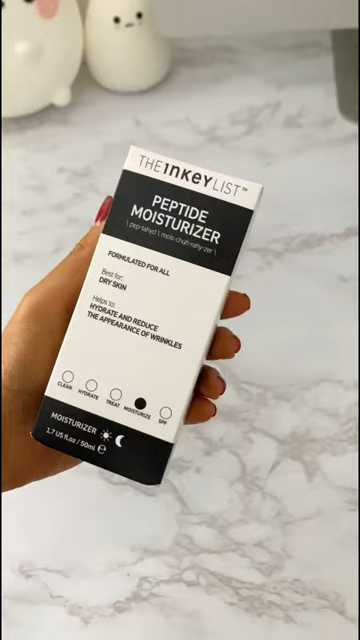 THE INKEY LIST™
PEPTIDE
MOISTURIZER
\ pep-tahyd \ mois-chuh-rahy-zer \
FORMULATED FOR ALL
Best for:
DRY SKIN
Helps to:
HYDRATE AND REDUCE
THE APPEARANCE OF WRINKLES
CLEAN HYDRATE TREAT MOISTURIZE SPF
MOISTURIZER
1.7 US fl.oz / 50ml e